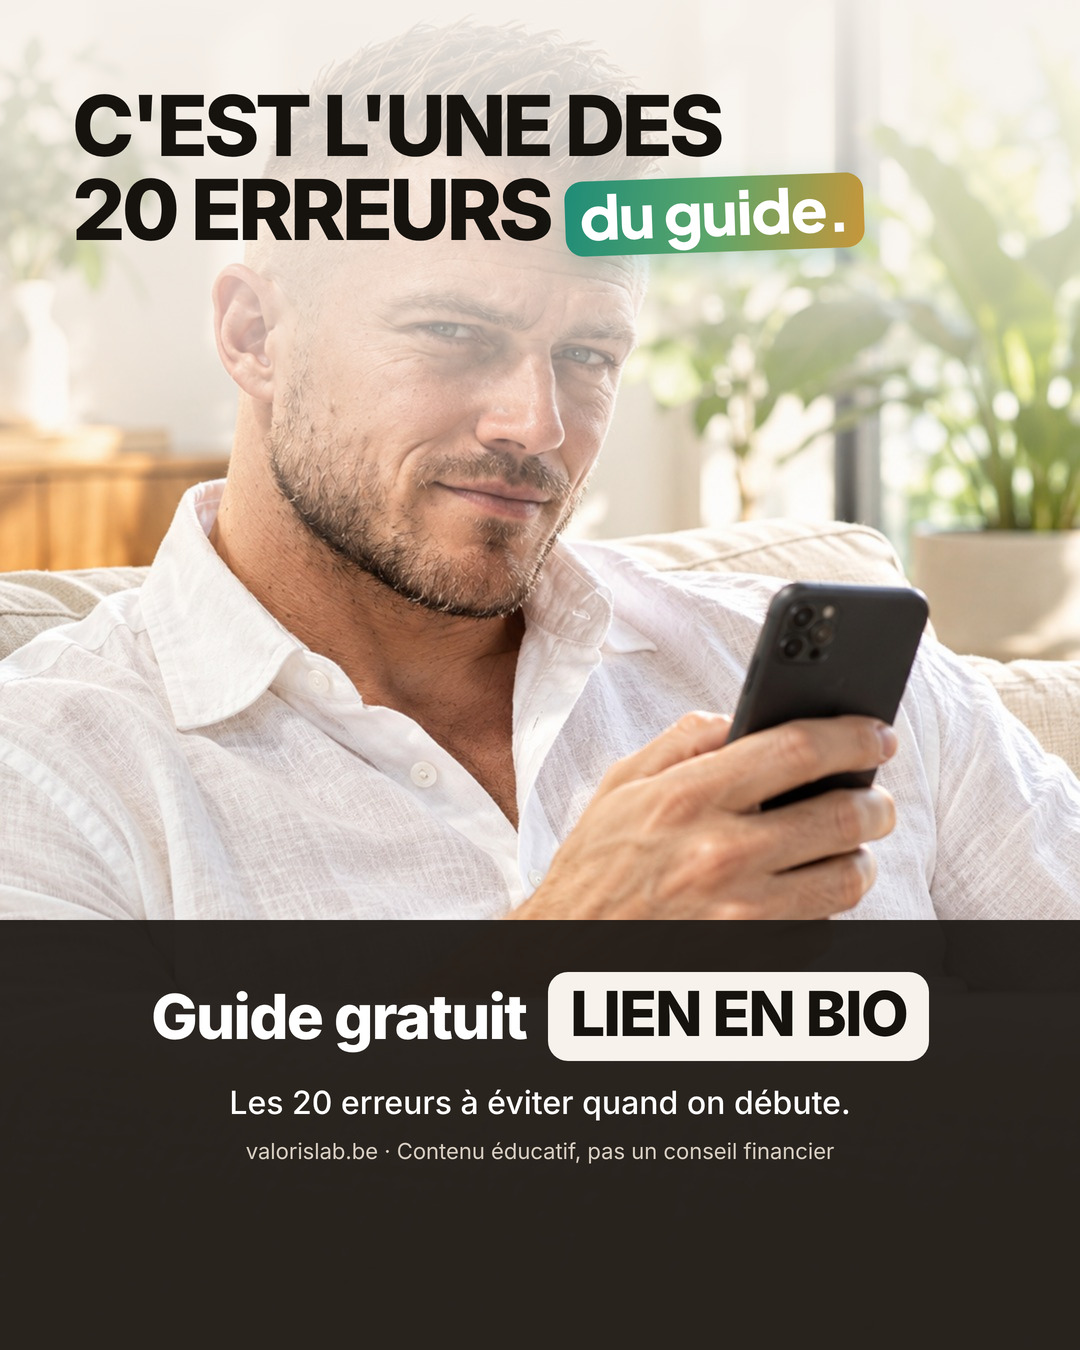 C'EST L'UNE DES
20 ERREURS du guide.
Guide gratuit LIEN EN BIO
Les 20 erreurs à éviter quand on débute.
valorislab.be · Contenu éducatif, pas un conseil financier